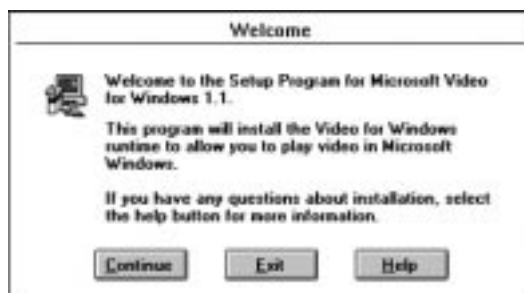 Welcome
Welcome to the Setup Program for Microsoft Video
for Windows 1.1.
This program will install the Video for Windows
runtime to allow you to play video in Microsoft
Windows.
If you have any questions about installation, select
the help button for more information.
Continue Exit Help